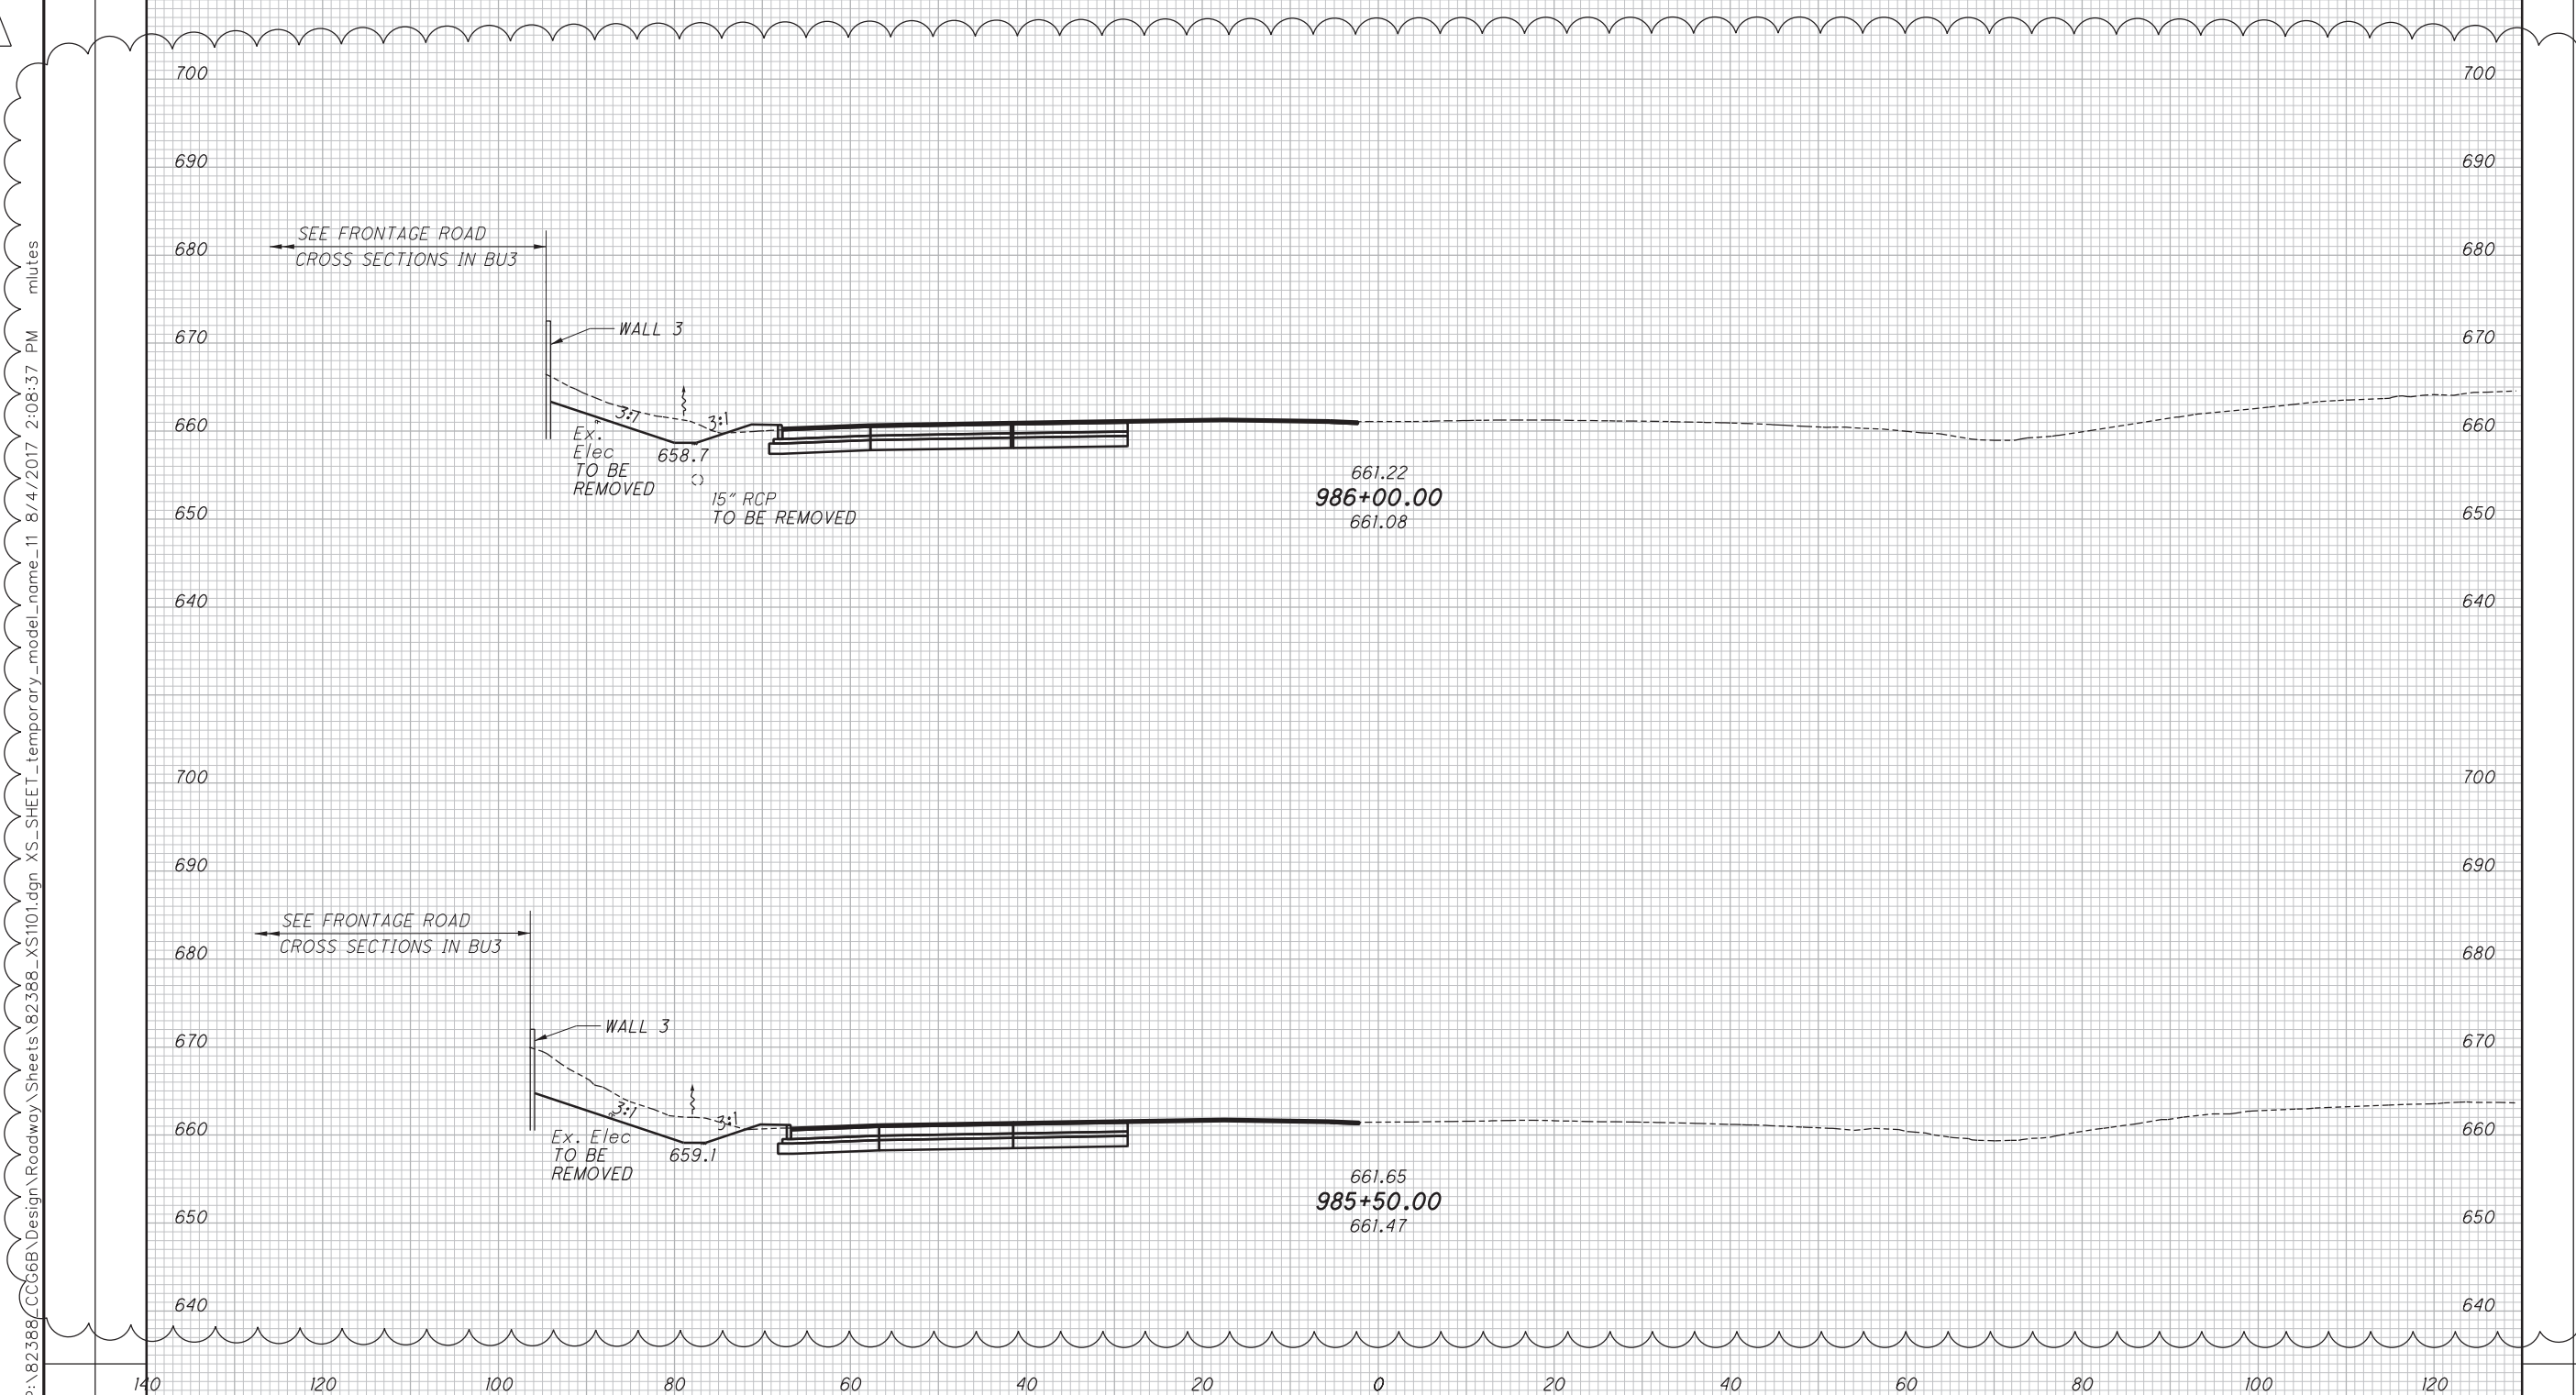 700 700
690 690
SEE FRONTAGE ROAD
680 680
CROSS SECTIONS IN BU3
WALL 3
670 670
3:1 3:1
660 660
Ex.
Elec
TO BE
REMOVED
658.7
15" RCP
TO BE REMOVED
661.22
986+00.00
661.08
650 650
640 640
700 700
690 690
SEE FRONTAGE ROAD
CROSS SECTIONS IN BU3
680 680
WALL 3
670 670
3:1 3:1
660 660
Ex. Elec
TO BE
REMOVED
659.1
661.65
985+50.00
661.47
650 650
640 640
140 120 100 80 60 40 20 0 20 40 60 80 100 120
P:\82388_CCG6B\Design\Roadway\Sheets\82388_XS1101.dgn XS_SHEET_temporary_model_name_11 8/4/2017 2:08:37 PM mlutes